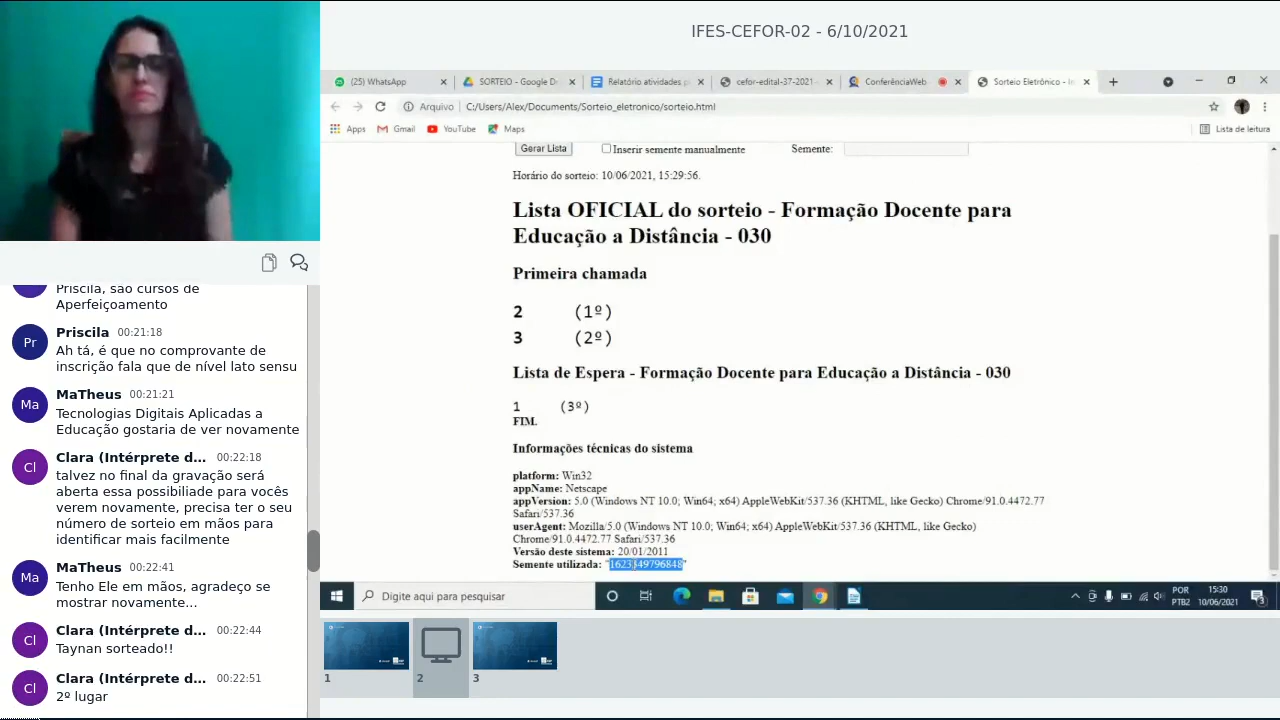 IFES-CEFOR-02 - 6/10/2021
(25) WhatsApp
SORTEIO - Google D
Relatório atividades p
cefor-edital-37-2021 -
ConferênciaWeb
Sorteio Eletrônico - I
Arquivo
C:/Users/Alex/Documents/Sorteio_eletronico/sorteio.html
Apps
Gmail
YouTube
Maps
Lista de leitura
Gerar Lista
Inserir semente manualmente
Semente:
Horário do sorteio: 10/06/2021, 15:29:56.
Lista OFICIAL do sorteio - Formação Docente para
Educação a Distância - 030
Primeira chamada
2 (1º)
3 (2º)
Lista de Espera - Formação Docente para Educação a Distância - 030
1 (3º)
FIM.
Informações técnicas do sistema
platform: Win32
appName: Netscape
appVersion: 5.0 (Windows NT 10.0; Win64; x64) AppleWebKit/537.36 (KHTML, like Gecko) Chrome/91.0.4472.77
Safari/537.36
userAgent: Mozilla/5.0 (Windows NT 10.0; Win64; x64) AppleWebKit/537.36 (KHTML, like Gecko)
Chrome/91.0.4472.77 Safari/537.36
Versão deste sistema: 20/01/2011
Semente utilizada: "1623349796848"
Digite aqui para pesquisar
POR
PTB2
15:30
10/06/2021
3
1
2
3
Priscila, são cursos de
Aperfeiçoamento
Pr
Priscila 00:21:18
Ah tá, é que no comprovante de
inscrição fala que de nível lato sensu
Ma
MaTheus 00:21:21
Tecnologias Digitais Aplicadas a
Educação gostaria de ver novamente
Cl
Clara (Intérprete d... 00:22:18
talvez no final da gravação será
aberta essa possibiliade para vocês
verem novamente, precisa ter o seu
número de sorteio em mãos para
identificar mais facilmente
Ma
MaTheus 00:22:41
Tenho Ele em mãos, agradeço se
mostrar novamente...
Cl
Clara (Intérprete d... 00:22:44
Taynan sorteado!!
Cl
Clara (Intérprete d... 00:22:51
2º lugar